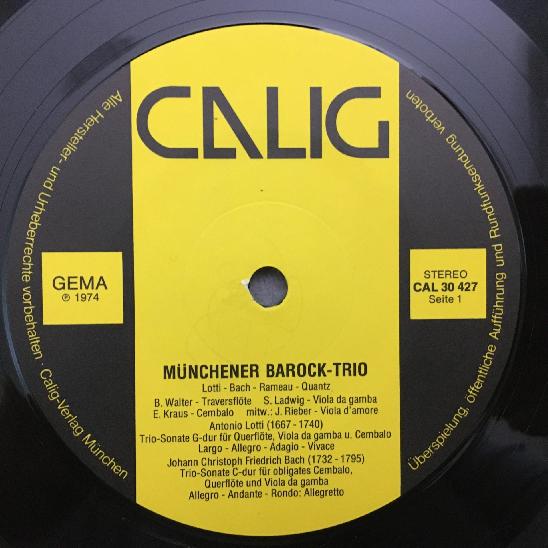 CALIG
Alle Hersteller- und Urheberrechte vorbehalten. Calig-Verlag München
Überspielung, öffentliche Aufführung und Rundfunksendung verboten
GEMA
℗ 1974
STEREO
CAL 30 427
Seite 1
MÜNCHENER BAROCK-TRIO
Lotti - Bach - Rameau - Quantz
B. Walter - Traversflöte S. Ladwig - Viola da gamba
E. Kraus - Cembalo mitw.: J. Rieber - Viola d'amore
Antonio Lotti (1667 - 1740)
Trio-Sonate G-dur für Querflöte, Viola da gamba u. Cembalo
Largo - Allegro - Adagio - Vivace
Johann Christoph Friedrich Bach (1732 - 1795)
Trio-Sonate C-dur für obligates Cembalo,
Querflöte und Viola da gamba
Allegro - Andante - Rondo: Allegretto